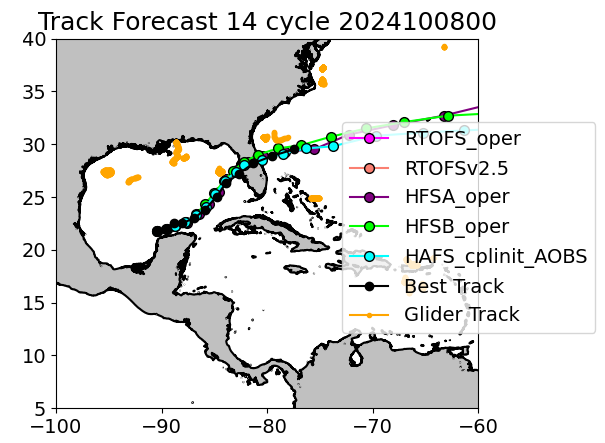 Track Forecast 14 cycle 2024100800
40
35
30
25
20
15
10
5
−100
−90
−80
−70
−60
RTOFS_oper
RTOFSv2.5
HFSA_oper
HFSB_oper
HAFS_cplinit_AOBS
Best Track
Glider Track